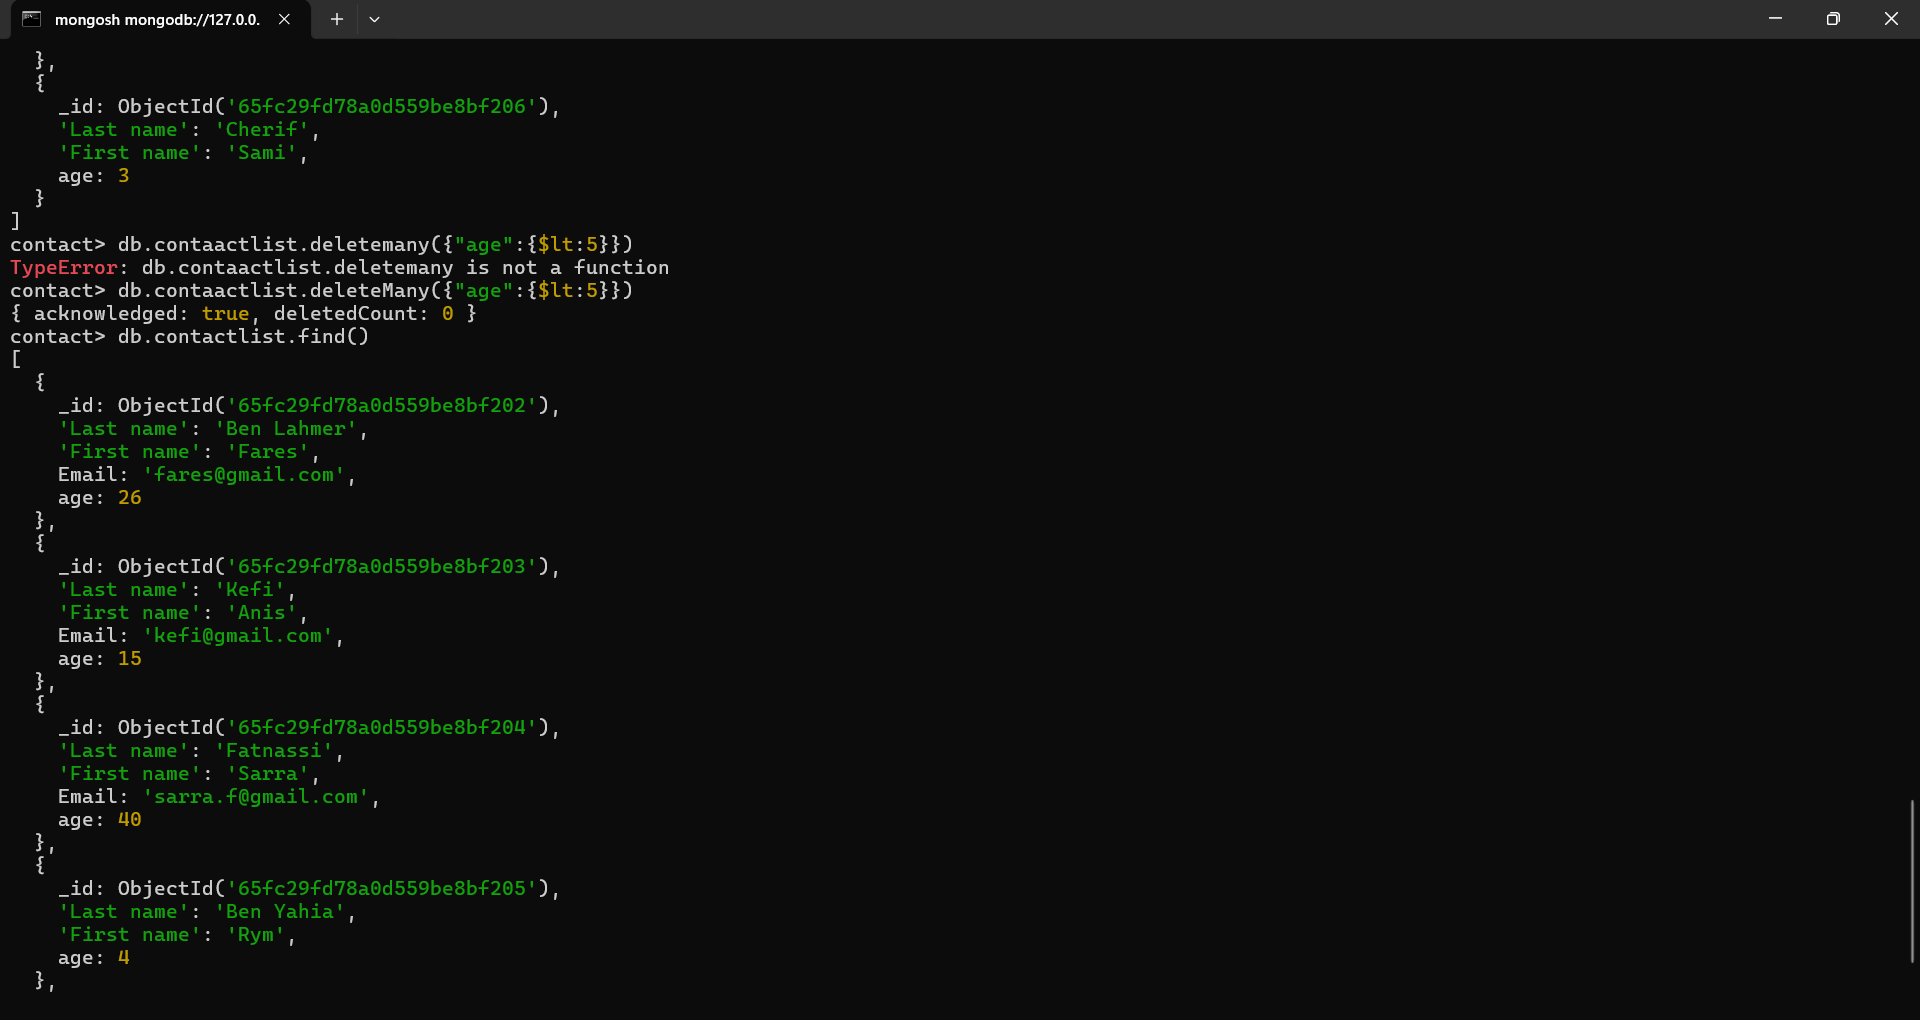 mongosh mongodb://127.0.0.
},
{
_id: ObjectId('65fc29fd78a0d559be8bf206'),
'Last name': 'Cherif',
'First name': 'Sami',
age: 3
}
]
contact> db.contaactlist.deletemany({"age":{$lt:5}})
TypeError: db.contaactlist.deletemany is not a function
contact> db.contaactlist.deleteMany({"age":{$lt:5}})
{ acknowledged: true, deletedCount: 0 }
contact> db.contactlist.find()
[
{
_id: ObjectId('65fc29fd78a0d559be8bf202'),
'Last name': 'Ben Lahmer',
'First name': 'Fares',
Email: 'fares@gmail.com',
age: 26
},
{
_id: ObjectId('65fc29fd78a0d559be8bf203'),
'Last name': 'Kefi',
'First name': 'Anis',
Email: 'kefi@gmail.com',
age: 15
},
{
_id: ObjectId('65fc29fd78a0d559be8bf204'),
'Last name': 'Fatnassi',
'First name': 'Sarra',
Email: 'sarra.f@gmail.com',
age: 40
},
{
_id: ObjectId('65fc29fd78a0d559be8bf205'),
'Last name': 'Ben Yahia',
'First name': 'Rym',
age: 4
},